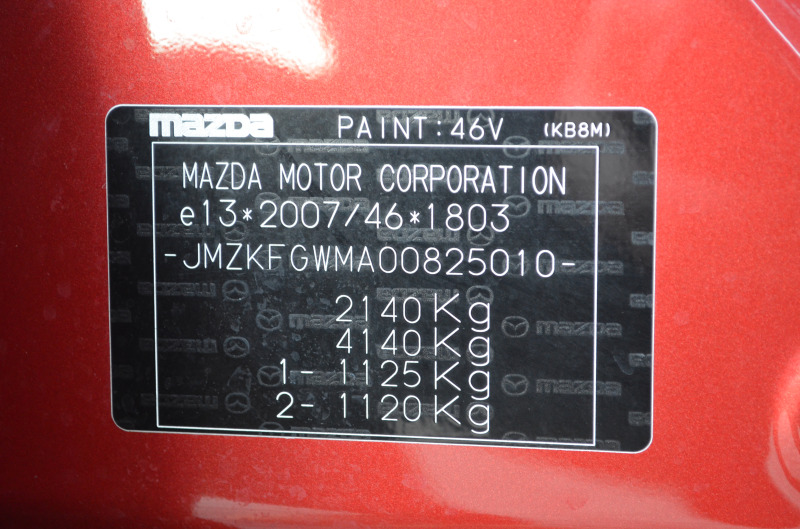 mazda PAINT:46V (KB8M)
MAZDA MOTOR CORPORATION
e13*2007/46*1803
-JMZKFGWMA00825010-
2140Kg
4140Kg
1- 1125Kg
2- 1120Kg